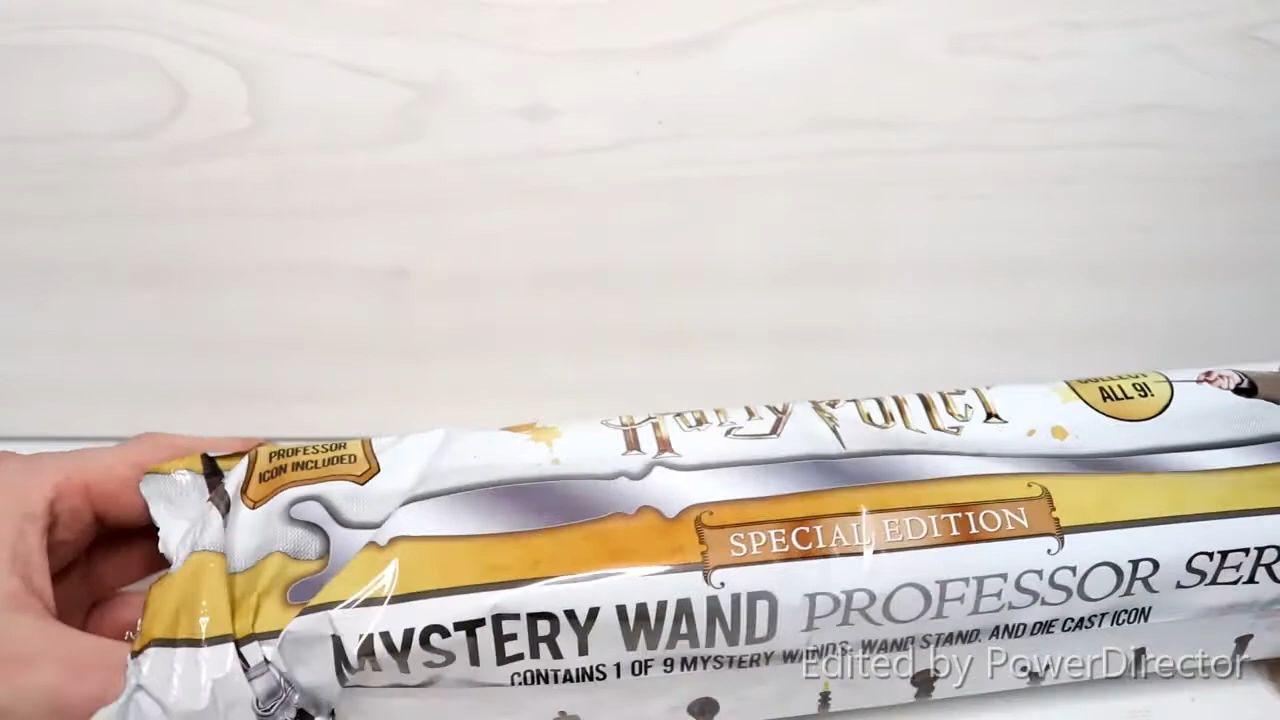 PROFESSOR
ICON INCLUDED
Harry Potter
COLLECT
ALL 9!
SPECIAL EDITION
MYSTERY WAND PROFESSOR SER
CONTAINS 1 OF 9 MYSTERY WANDS, WAND STAND, AND DIE CAST ICON
Edited by PowerDirector